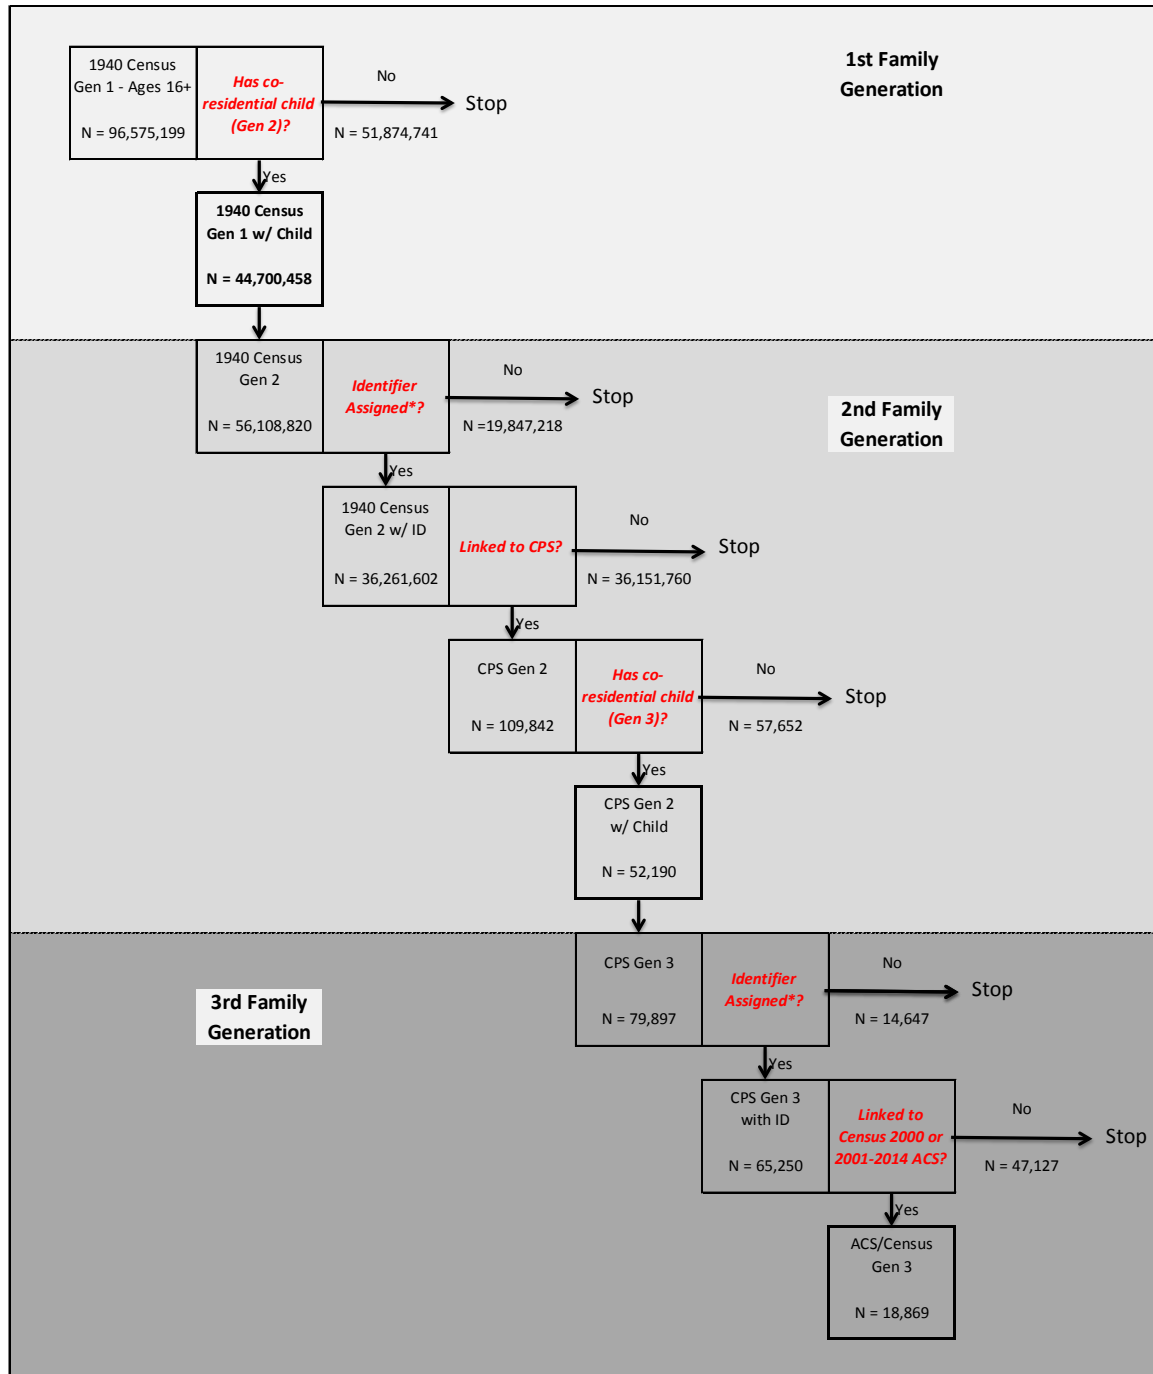 1st Family
Generation
1940 Census
Gen 1 - Ages 16+
N = 96,575,199
Has co-
residential child
(Gen 2)?
No
Stop
N = 51,874,741
Yes
1940 Census
Gen 1 w/ Child
N = 44,700,458
2nd Family
Generation
1940 Census
Gen 2
N = 56,108,820
Identifier
Assigned*?
No
Stop
N =19,847,218
Yes
1940 Census
Gen 2 w/ ID
N = 36,261,602
Linked to CPS?
No
Stop
N = 36,151,760
Yes
CPS Gen 2
N = 109,842
Has co-
residential child
(Gen 3)?
No
Stop
N = 57,652
Yes
CPS Gen 2
w/ Child
N = 52,190
3rd Family
Generation
CPS Gen 3
N = 79,897
Identifier
Assigned*?
No
Stop
N = 14,647
Yes
CPS Gen 3
with ID
N = 65,250
Linked to
Census 2000 or
2001-2014 ACS?
No
Stop
N = 47,127
Yes
ACS/Census
Gen 3
N = 18,869